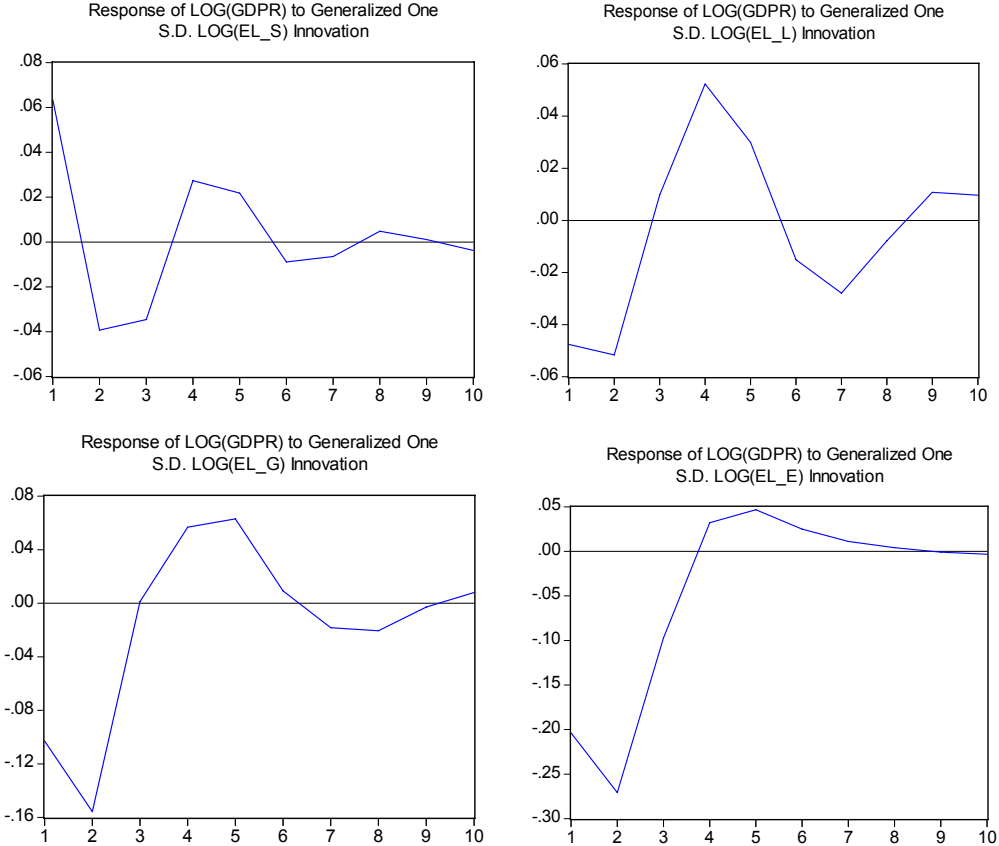 Response of LOG(GDPR) to Generalized One
S.D. LOG(EL_S) Innovation
.08
.06
.04
.02
.00
-.02
-.04
-.06
1 2 3 4 5 6 7 8 9 10
Response of LOG(GDPR) to Generalized One
S.D. LOG(EL_L) Innovation
.06
.04
.02
.00
-.02
-.04
-.06
1 2 3 4 5 6 7 8 9 10
Response of LOG(GDPR) to Generalized One
S.D. LOG(EL_G) Innovation
.08
.04
.00
-.04
-.08
-.12
-.16
1 2 3 4 5 6 7 8 9 10
Response of LOG(GDPR) to Generalized One
S.D. LOG(EL_E) Innovation
.05
.00
-.05
-.10
-.15
-.20
-.25
-.30
1 2 3 4 5 6 7 8 9 10